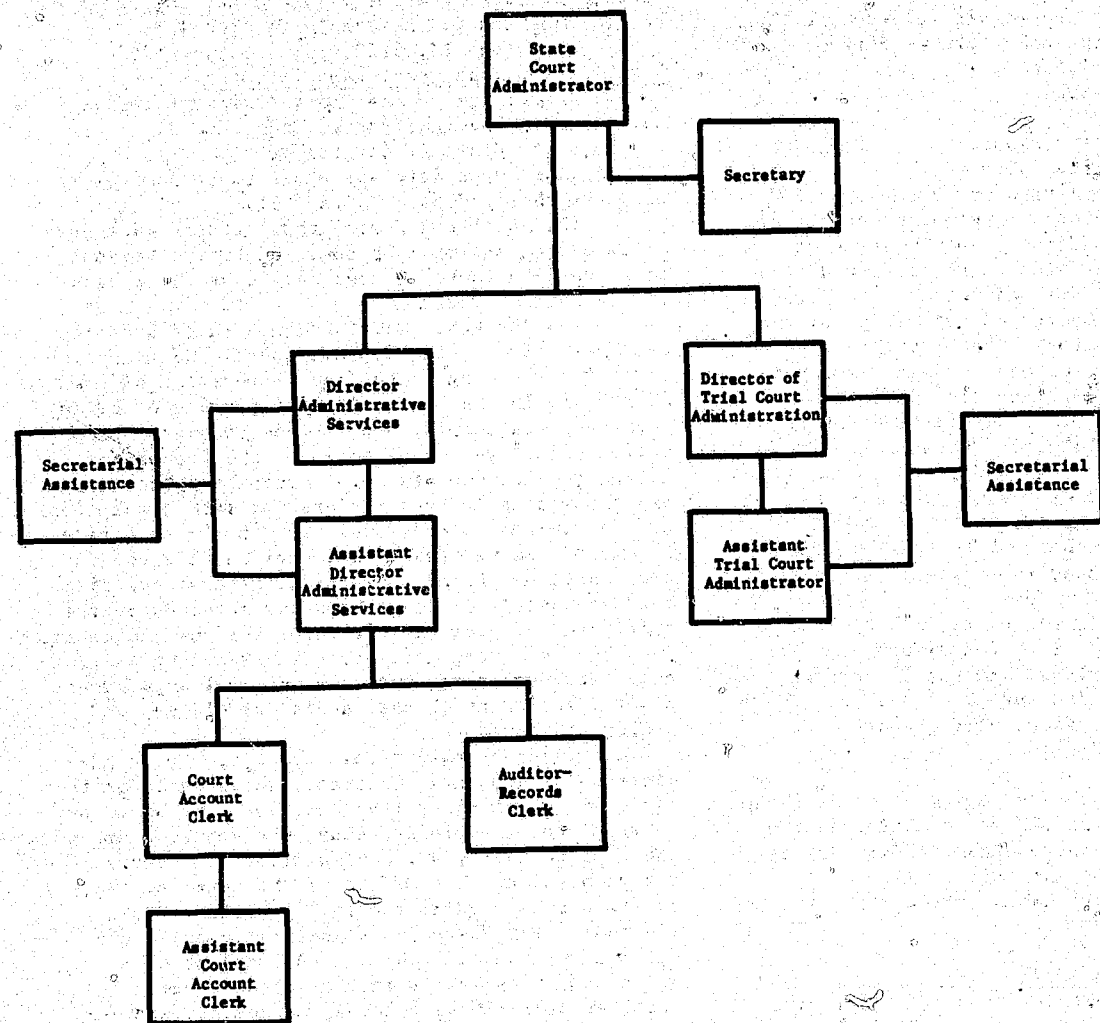 State
Court
Administrator
Secretary
Director
Administrative
Services
Director of
Trial Court
Administration
Secretarial
Assistance
Secretarial
Assistance
Assistant
Director
Administrative
Services
Assistant
Trial Court
Administrator
Court
Account
Clerk
Auditor-
Records
Clerk
Assistant
Court
Account
Clerk